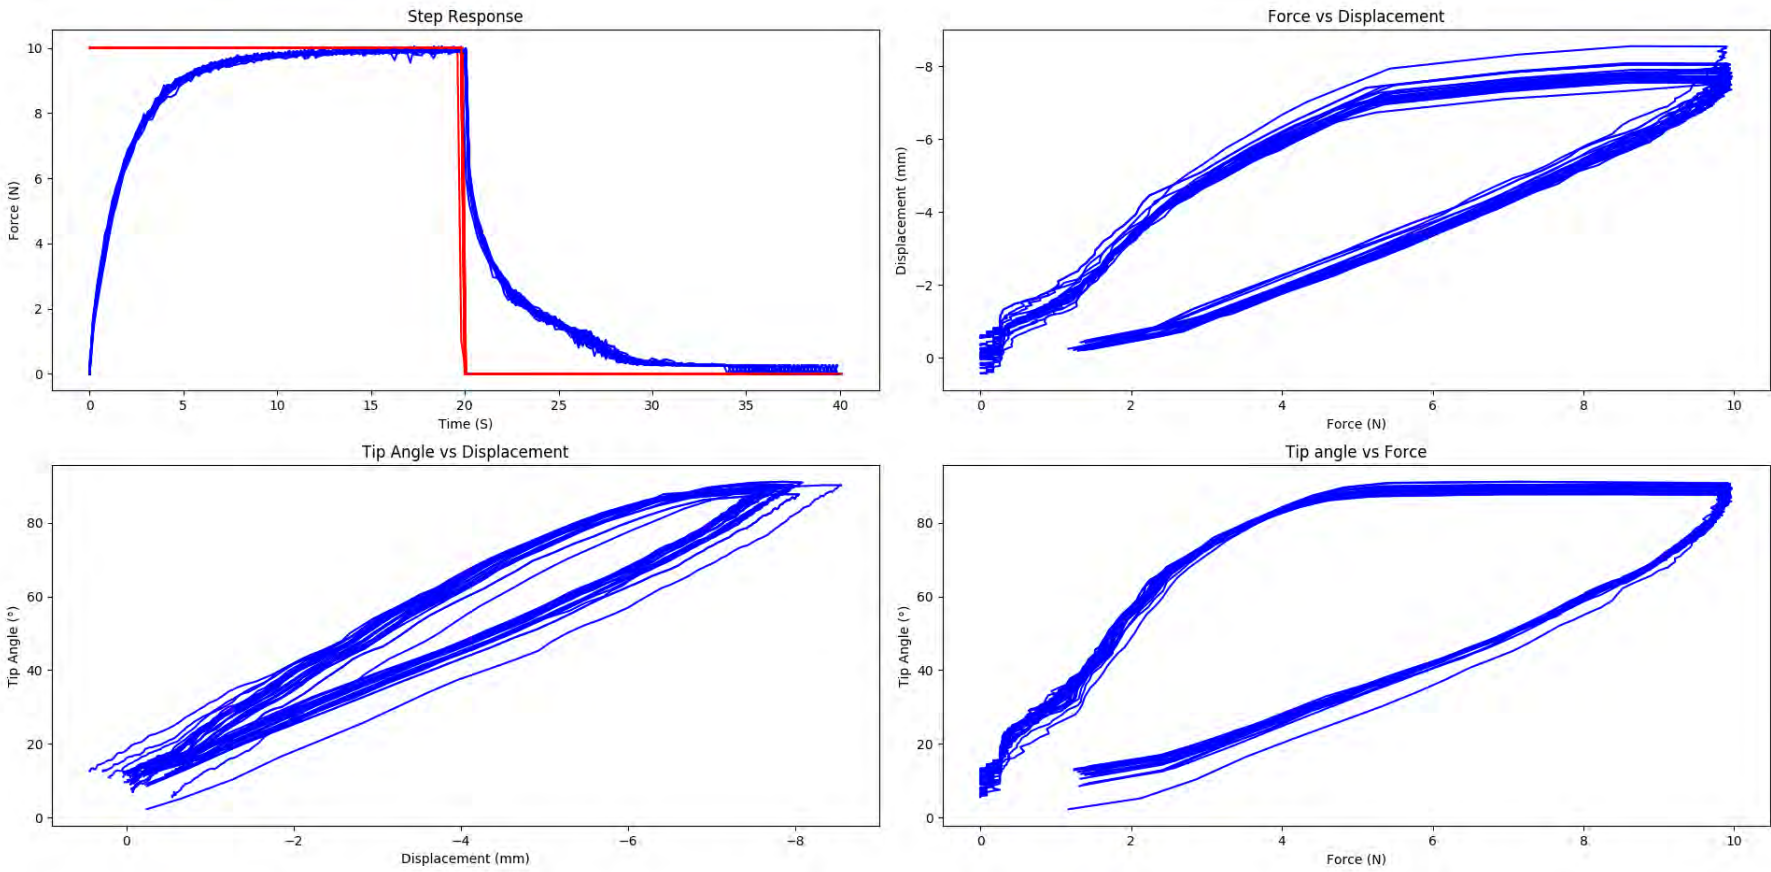 Step Response
10
8
6
4
2
0
Force (N)
0 5 10 15 20 25 30 35 40
Time (S)
Force vs Displacement
−8
−6
−4
−2
0
Displacement (mm)
0 2 4 6 8 10
Force (N)
Tip Angle vs Displacement
80
60
40
20
0
Tip Angle (°)
0 −2 −4 −6 −8
Displacement (mm)
Tip angle vs Force
80
60
40
20
0
Tip Angle (°)
0 2 4 6 8 10
Force (N)